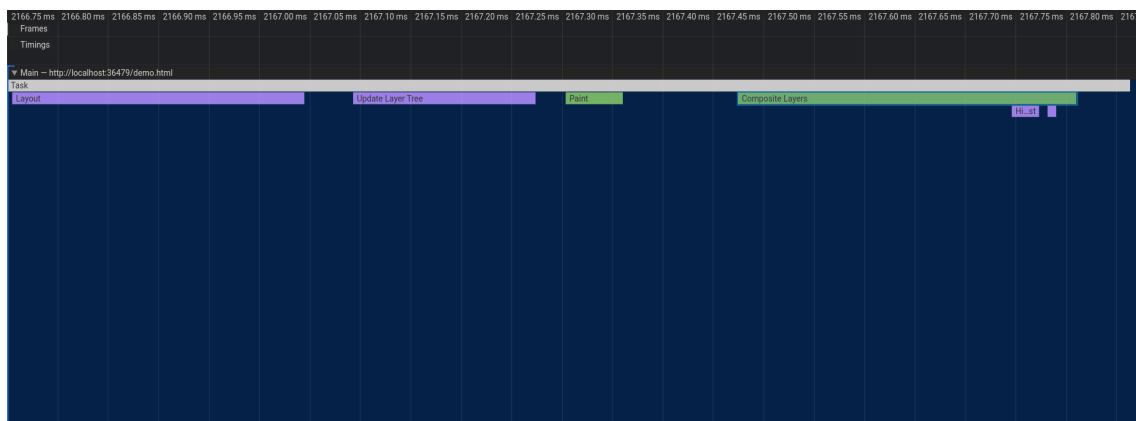 2166.75 ms 2166.80 ms 2166.85 ms 2166.90 ms 2166.95 ms 2167.00 ms 2167.05 ms 2167.10 ms 2167.15 ms 2167.20 ms 2167.25 ms 2167.30 ms 2167.35 ms 2167.40 ms 2167.45 ms 2167.50 ms 2167.55 ms 2167.60 ms 2167.65 ms 2167.70 ms 2167.75 ms 2167.80 ms 216
Frames
Timings
▼ Main — http://localhost:36479/demo.html
Task
Layout Update Layer Tree Paint Composite Layers
Hi...st